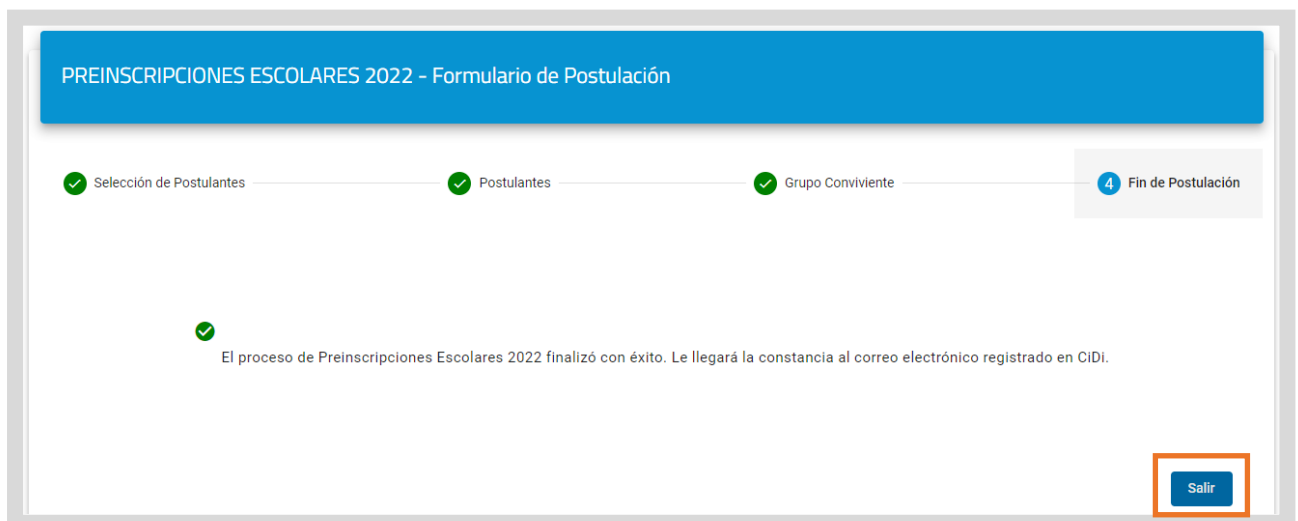 PREINSCRIPCIONES ESCOLARES 2022 - Formulario de Postulación
Selección de Postulantes
Postulantes
Grupo Conviviente
4 Fin de Postulación
El proceso de Preinscripciones Escolares 2022 finalizó con éxito. Le llegará la constancia al correo electrónico registrado en CiDi.
Salir